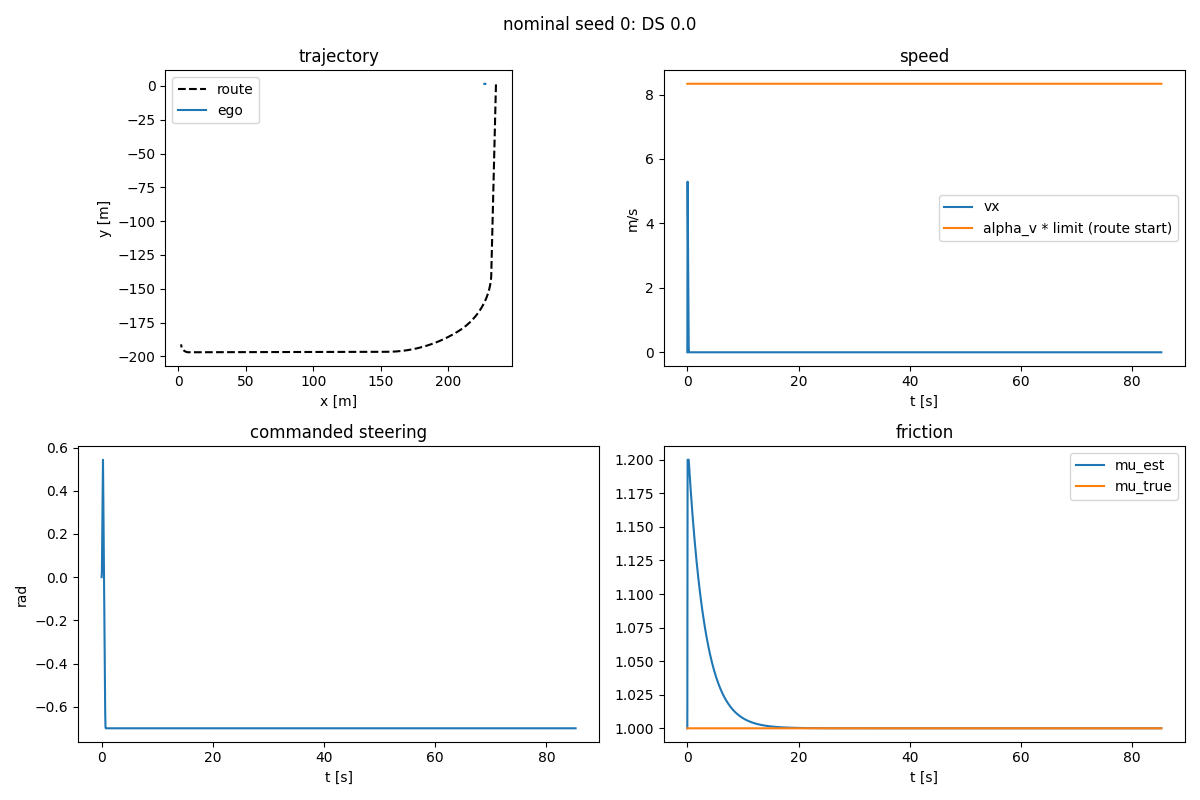 nominal seed 0: DS 0.0
trajectory
route
ego
0
−25
−50
−75
−100
−125
−150
−175
−200
y [m]
0 50 100 150 200
x [m]
speed
8
6
4
2
0
m/s
vx
alpha_v * limit (route start)
0 20 40 60 80
t [s]
commanded steering
0.6
0.4
0.2
0.0
−0.2
−0.4
−0.6
rad
0 20 40 60 80
t [s]
friction
mu_est
mu_true
1.200
1.175
1.150
1.125
1.100
1.075
1.050
1.025
1.000
0 20 40 60 80
t [s]